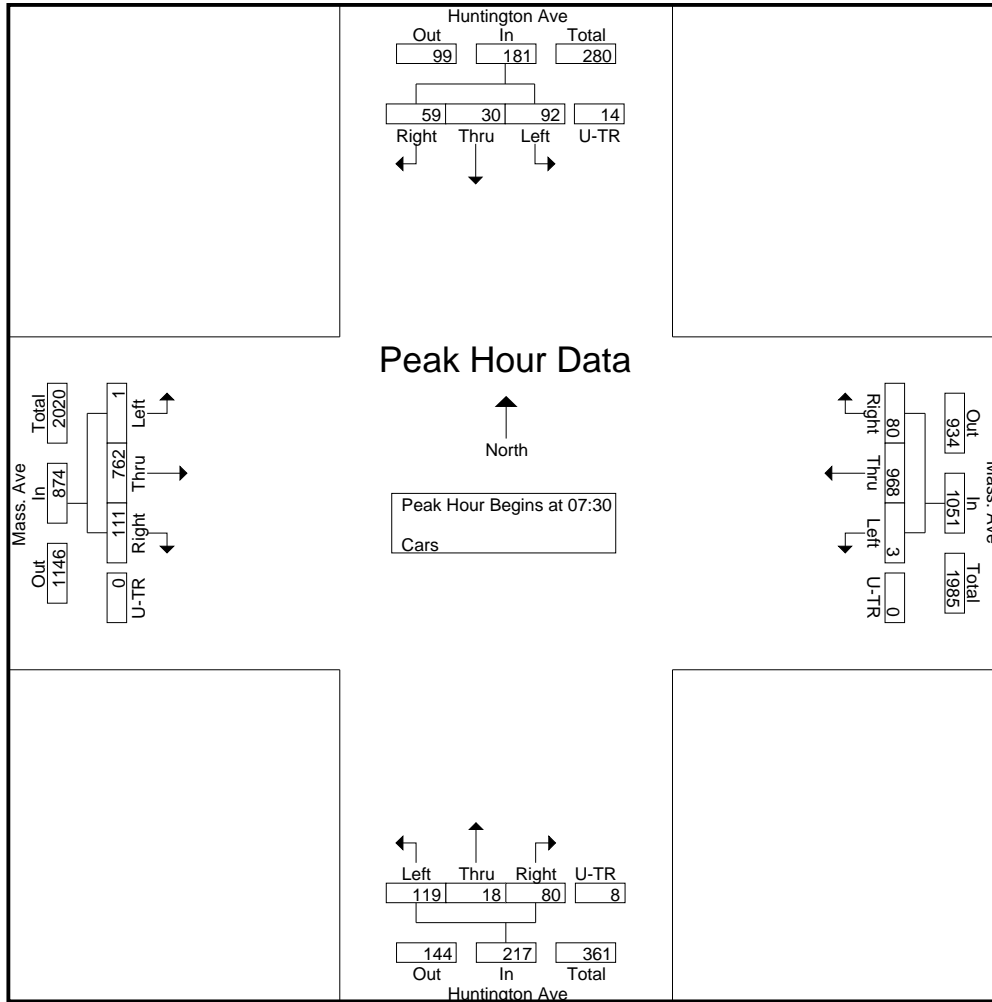 Huntington Ave
Out In Total
99 181 280
59 30 92 14
Right Thru Left U-TR
Peak Hour Data
North
Peak Hour Begins at 07:30
Cars
Mass. Ave
Out In Total
1146 874 2020
1 762 111 0
Left Thru Right U-TR
Mass. Ave
Out In Total
934 1051 1985
80 968 3 0
Right Thru Left U-TR
Left Thru Right U-TR
119 18 80 8
144 217 361
Out In Total
Huntington Ave